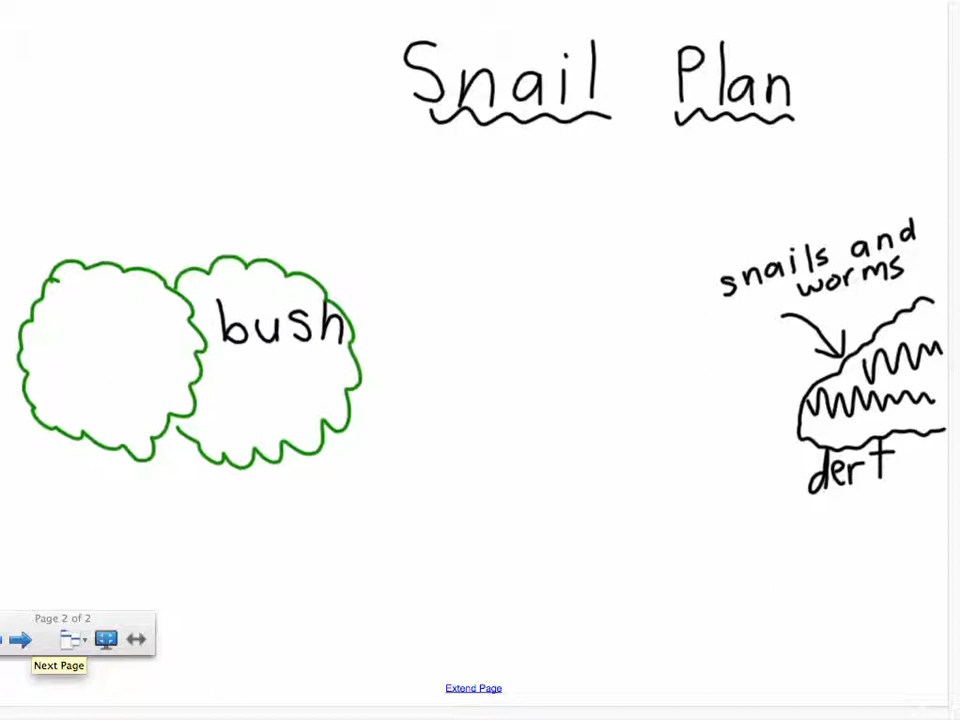 Snail Plan
snails and
worms
bush
dert
Page 2 of 2
Next Page
Extend Page